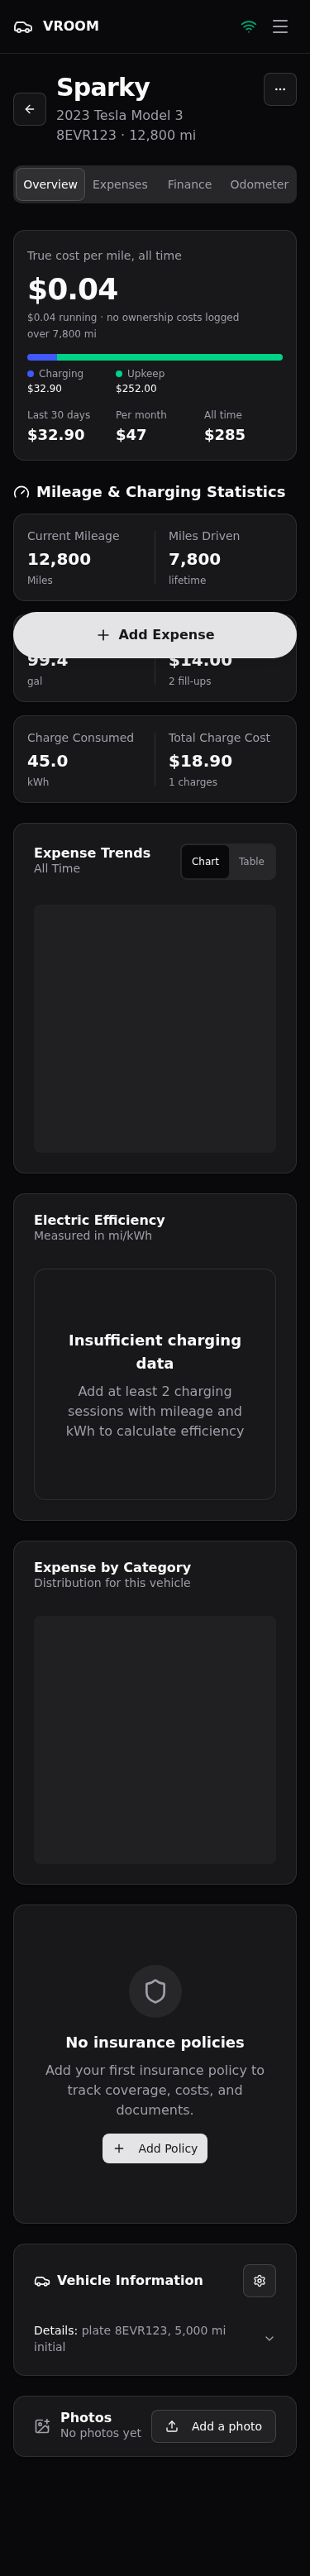 VROOM
Sparky
2023 Tesla Model 3
8EVR123 · 12,800 mi
Overview Expenses Finance Odometer
True cost per mile, all time
$0.04
$0.04 running · no ownership costs logged
over 7,800 mi
Charging Upkeep
$32.90 $252.00
Last 30 days Per month All time
$32.90 $47 $285
Mileage & Charging Statistics
Current Mileage Miles Driven
12,800 7,800
Miles lifetime
Add Expense
99.4 $14.00
gal 2 fill-ups
Charge Consumed Total Charge Cost
45.0 $18.90
kWh 1 charges
Expense Trends
All Time
Chart Table
Electric Efficiency
Measured in mi/kWh
Insufficient charging
data
Add at least 2 charging
sessions with mileage and
kWh to calculate efficiency
Expense by Category
Distribution for this vehicle
No insurance policies
Add your first insurance policy to
track coverage, costs, and
documents.
Add Policy
Vehicle Information
Details: plate 8EVR123, 5,000 mi
initial
Photos
No photos yet
Add a photo